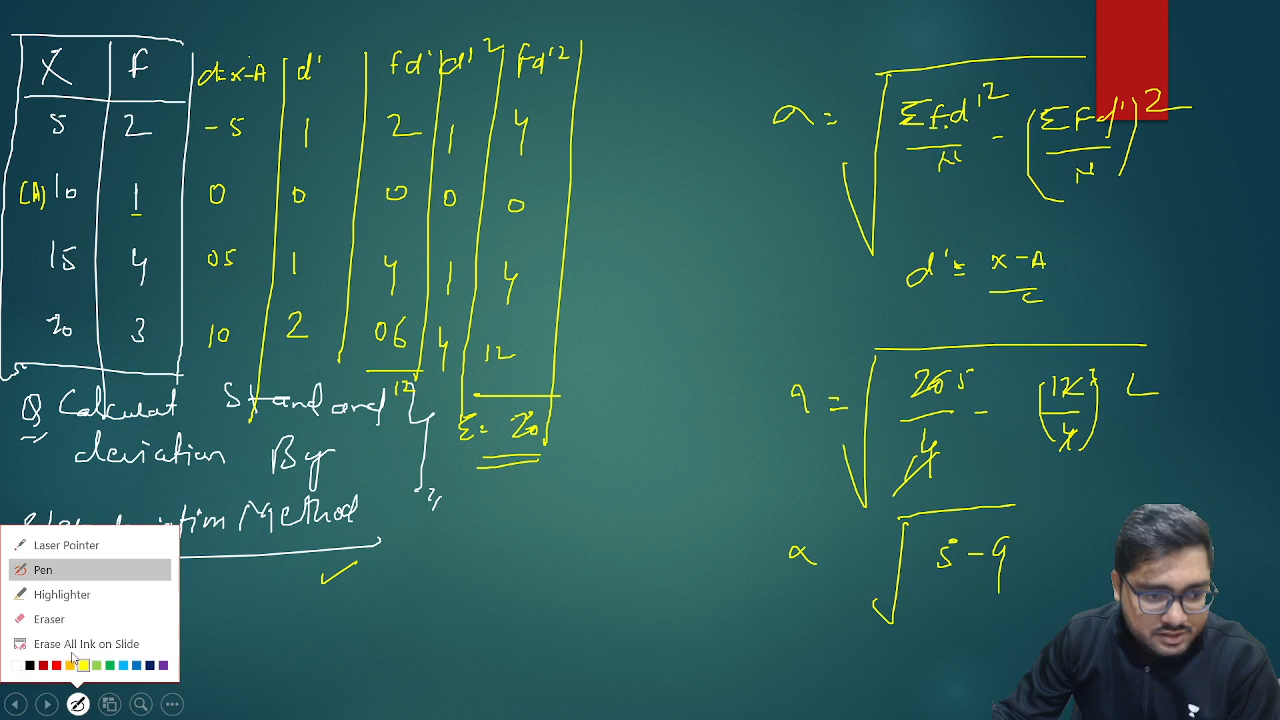 X f d=x-A d' fd' d'2 fd'2
5 2 -5 1 2 1 4
(A) 10 1 0 0 0 0 0
15 4 05 1 4 1 4
20 3 10 2 06 4 12
12
Σ= 20
Q Calculat Standard
deviation By
Method
σ= √ Σfd'2/N - (Σfd'/N)2
d'= x-A/c
σ= √ 20 5/4 - (12 3/4)2
σ √ 5-9
Laser Pointer
Pen
Highlighter
Eraser
Erase All Ink on Slide